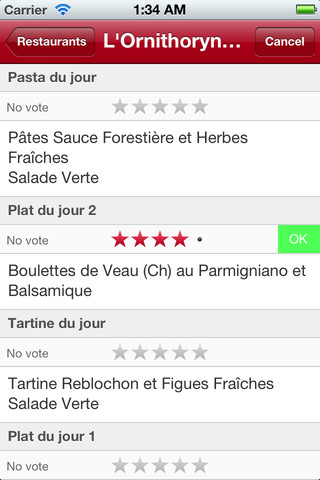 Carrier 1:34 AM
Restaurants L'Ornithoryn... Cancel
Pasta du jour
No vote
Pâtes Sauce Forestière et Herbes
Fraîches
Salade Verte
Plat du jour 2
No vote OK
Boulettes de Veau (Ch) au Parmigniano et
Balsamique
Tartine du jour
No vote
Tartine Reblochon et Figues Fraîches
Salade Verte
Plat du jour 1
No vote